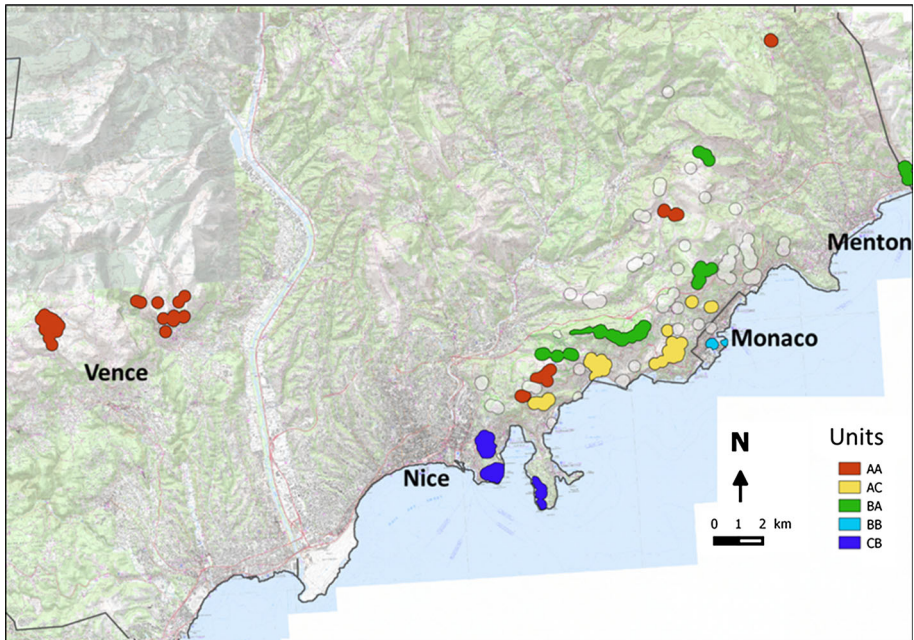 Menton
Monaco
Vence
Nice
N
0 1 2 km
Units
AA
AC
BA
BB
CB